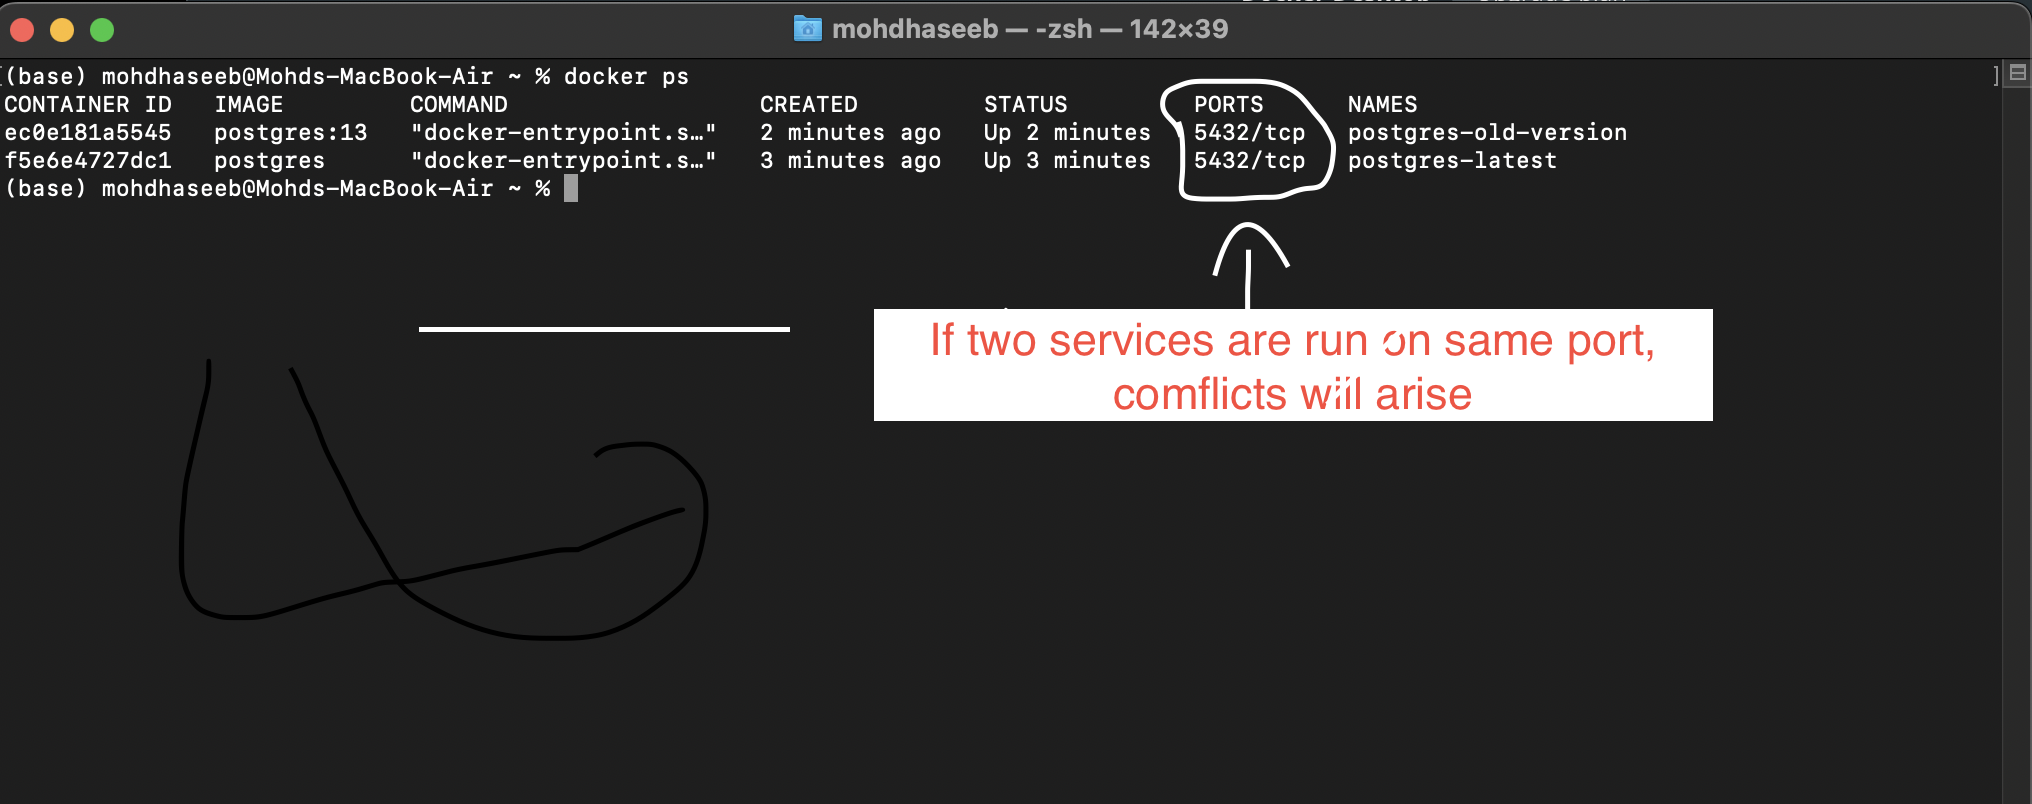 mohdhaseeb — -zsh — 142×39
(base) mohdhaseeb@Mohds-MacBook-Air ~ % docker ps
CONTAINER ID   IMAGE         COMMAND                  CREATED         STATUS         PORTS      NAMES
ec0e181a5545   postgres:13   "docker-entrypoint.s…"   2 minutes ago   Up 2 minutes   5432/tcp   postgres-old-version
f5e6e4727dc1   postgres      "docker-entrypoint.s…"   3 minutes ago   Up 3 minutes   5432/tcp   postgres-latest
(base) mohdhaseeb@Mohds-MacBook-Air ~ %
If two services are run on same port,
comflicts will arise